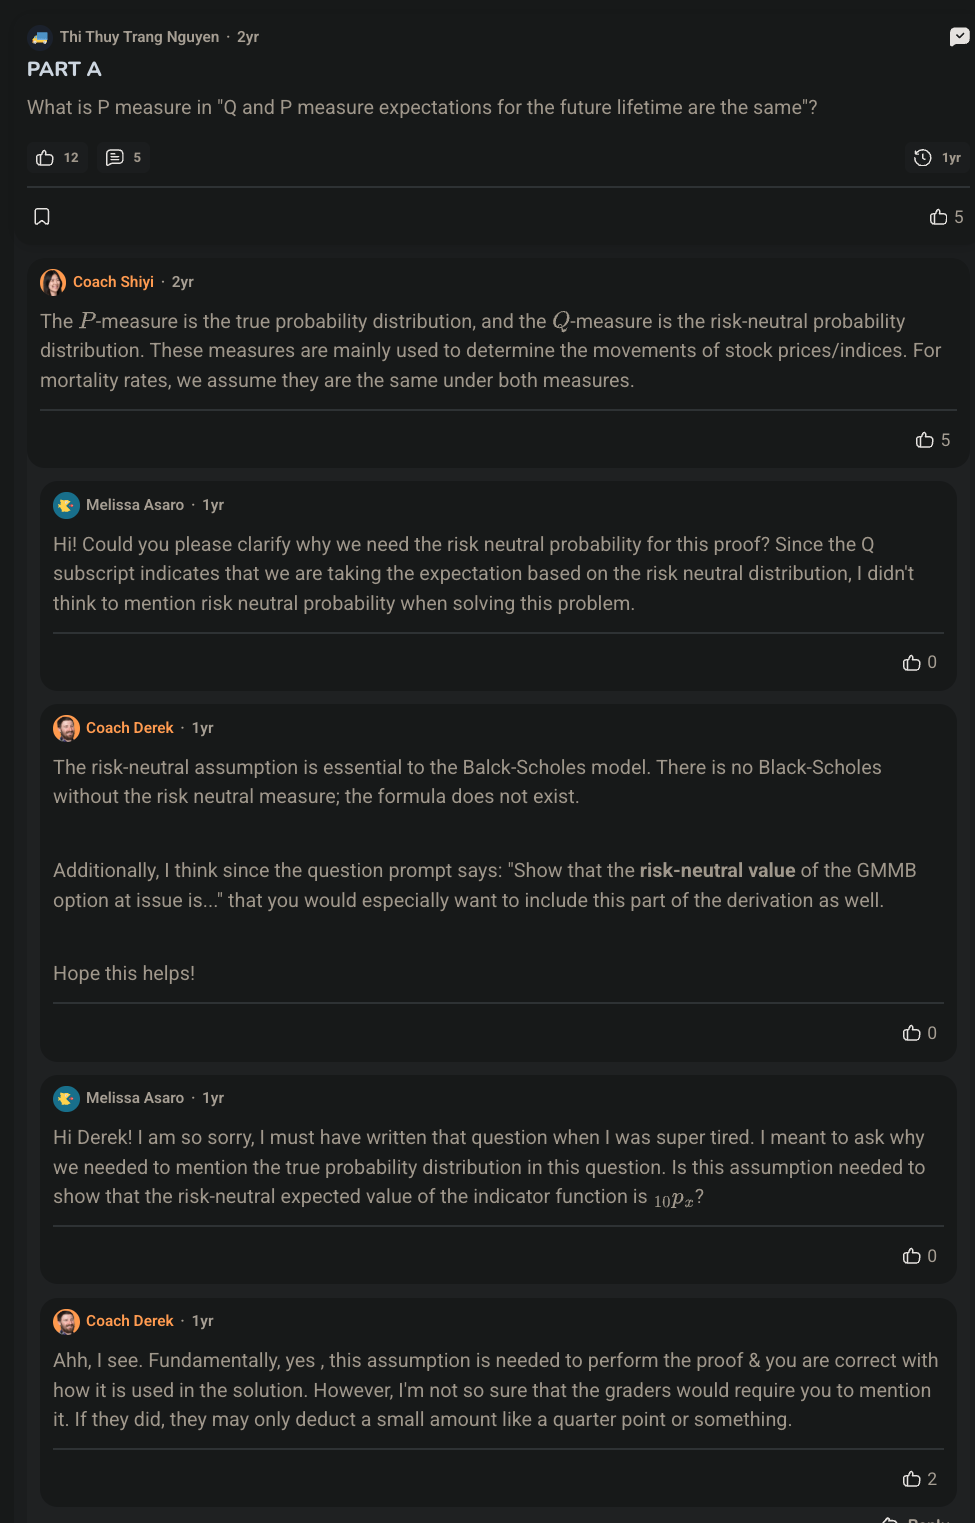 Thi Thuy Trang Nguyen · 2yr
PART A
What is P measure in "Q and P measure expectations for the future lifetime are the same"?
12 5 1yr
5
Coach Shiyi · 2yr
The P-measure is the true probability distribution, and the Q-measure is the risk-neutral probability
distribution. These measures are mainly used to determine the movements of stock prices/indices. For
mortality rates, we assume they are the same under both measures.
5
Melissa Asaro · 1yr
Hi! Could you please clarify why we need the risk neutral probability for this proof? Since the Q
subscript indicates that we are taking the expectation based on the risk neutral distribution, I didn't
think to mention risk neutral probability when solving this problem.
0
Coach Derek · 1yr
The risk-neutral assumption is essential to the Balck-Scholes model. There is no Black-Scholes
without the risk neutral measure; the formula does not exist.
Additionally, I think since the question prompt says: "Show that the risk-neutral value of the GMMB
option at issue is..." that you would especially want to include this part of the derivation as well.
Hope this helps!
0
Melissa Asaro · 1yr
Hi Derek! I am so sorry, I must have written that question when I was super tired. I meant to ask why
we needed to mention the true probability distribution in this question. Is this assumption needed to
show that the risk-neutral expected value of the indicator function is ₁₀pₓ?
0
Coach Derek · 1yr
Ahh, I see. Fundamentally, yes , this assumption is needed to perform the proof & you are correct with
how it is used in the solution. However, I'm not so sure that the graders would require you to mention
it. If they did, they may only deduct a small amount like a quarter point or something.
2